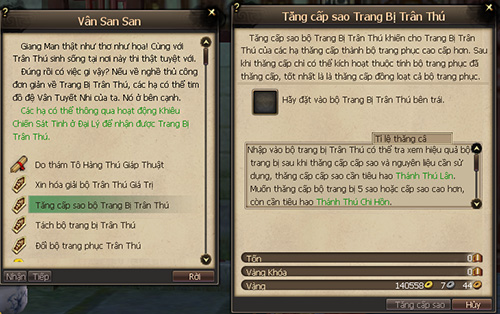 Vân San San
Giang Man thật như thơ như họa! Cùng với
Trân Thú sinh sống tại nơi này thì thật tuyệt vời.
Đúng rồi có việc gì vậy? Nếu về nghề thủ công
đơn giản về Trang Bị Trân Thú, các hạ có thể tìm
đồ đệ Vân Tuyết Nhi của ta. Nó ở bên cạnh.
Các hạ có thể thông qua hoạt động Khiêu
Chiến Sát Tinh ở Đại Lý để nhận được Trang Bị
Trân Thú.
Do thám Tô Hàng Thú Giáp Thuật
Xin hóa giải bộ Trân Thú Giá Trị
Tăng cấp sao bộ Trang Bị Trân Thú
Tách bộ trang bị Trân Thú
Đổi bộ trang phục Trân Thú
Nhận Tiếp Rời
Tăng cấp sao Trang Bị Trân Thú
Tăng cấp sao bộ Trang Bị Trân Thú khiến cho Trang Bị Trân
Thú của các hạ thăng cấp thành bộ trang phục cao cấp hơn. Sau
khi thăng cấp chỉ có thể kích hoạt thuộc tính bộ trang phục đã
thăng cấp, tốt nhất là là thăng cấp đồng loạt cả bộ trang phục.
Hãy đặt vào bộ Trang Bị Trân Thú bên trái.
Tỉ lệ thăng cấ
Nhập vào bộ trang bị Trân thú có thể tra xem hiệu quả bộ
trang bị sau khi thăng cấp cấp sao và nguyên liệu cần sử
dụng, thăng cấp cấp sao cần tiêu hao Thánh Thú Lân.
Muốn thăng cấp bộ trang bị 5 sao hoặc cấp sao cao hơn,
còn cần tiêu hao Thánh Thú Chi Hồn.
Tốn 0
Vàng Khóa 0
Vàng 140558 7 44
Tăng cấp sao Hủy